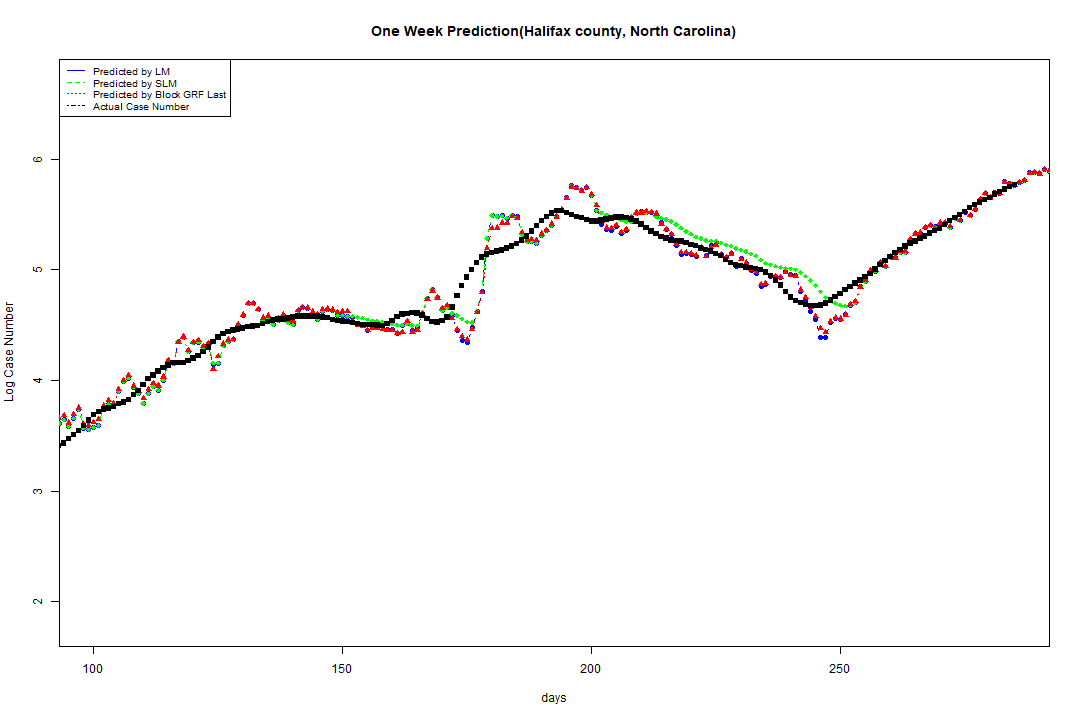 One Week Prediction(Halifax county, North Carolina)
Predicted by LM
Predicted by SLM
Predicted by Block GRF Last
Actual Case Number
6
5
4
3
2
Log Case Number
100 150 200 250
days